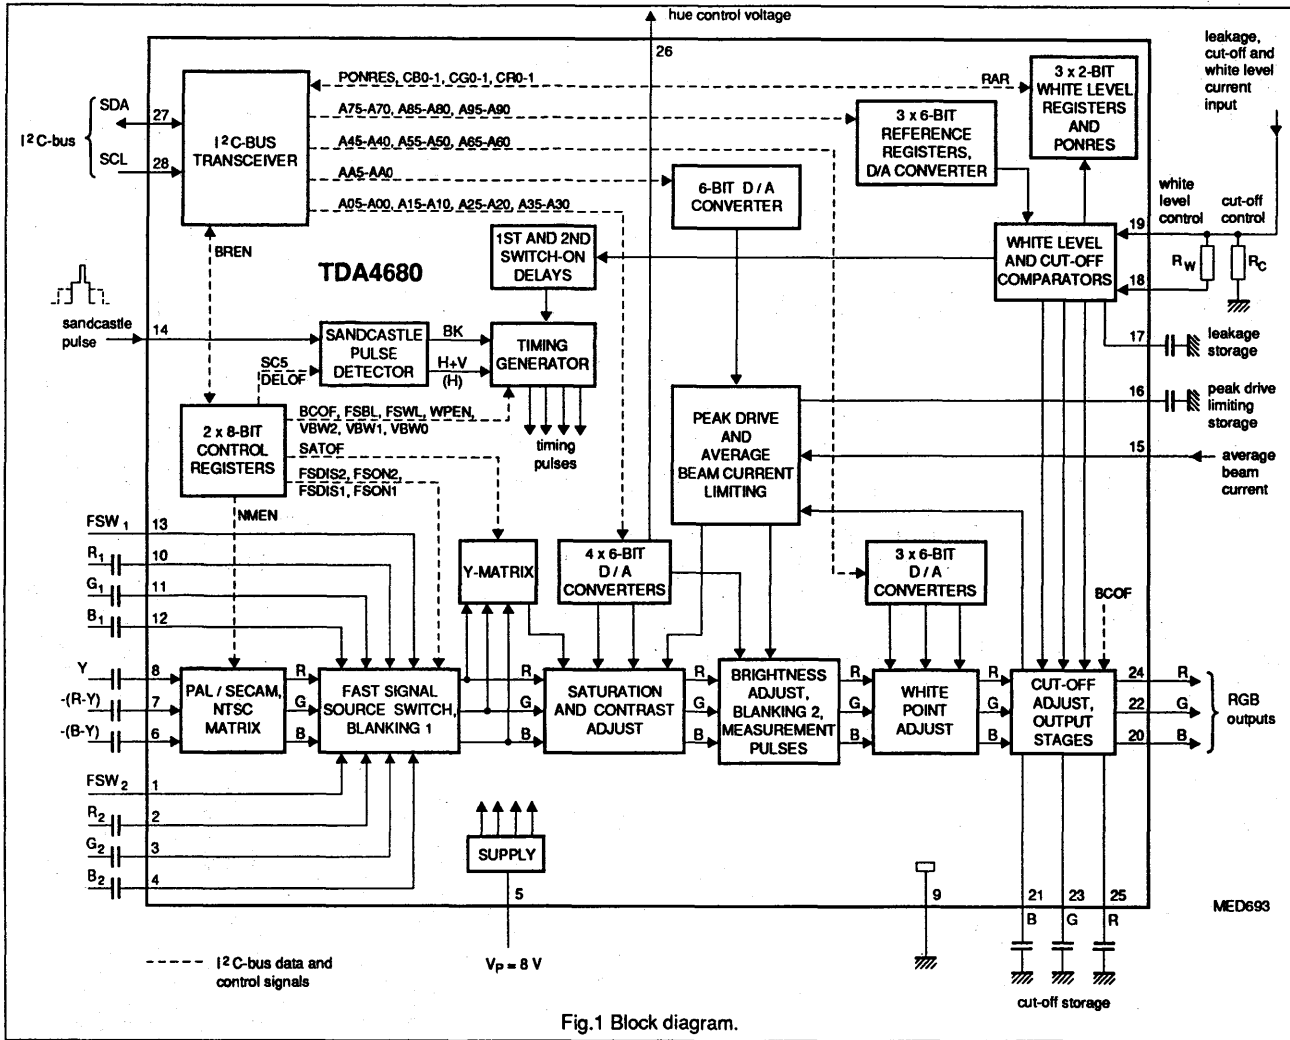 hue control voltage
26
leakage,
cut-off and
white level
current
input
I²C-bus
SDA
27
SCL
28
I²C-BUS
TRANSCEIVER
PONRES, CB0-1, CG0-1, CR0-1
RAR
A75-A70, A85-A80, A95-A90
A45-A40, A55-A50, A65-A60
AA5-AA0
A05-A00, A15-A10, A25-A20, A35-A30
3 x 2-BIT
WHITE LEVEL
REGISTERS
AND
PONRES
3 x 6-BIT
REFERENCE
REGISTERS,
D/A CONVERTER
6-BIT D / A
CONVERTER
white
level
control
cut-off
control
19
18
R_W
R_C
WHITE LEVEL
AND CUT-OFF
COMPARATORS
1ST AND 2ND
SWITCH-ON
DELAYS
BREN
TDA4680
sandcastle
pulse
14
SANDCASTLE
PULSE
DETECTOR
BK
H+V
(H)
TIMING
GENERATOR
timing
pulses
SC5
DELOF
BCOF, FSBL, FSWL, WPEN,
VBW2, VBW1, VBW0
SATOF
FSDIS2, FSON2,
FSDIS1, FSON1
2 x 8-BIT
CONTROL
REGISTERS
NMEN
17
leakage
storage
16
peak drive
limiting
storage
15
average
beam
current
PEAK DRIVE
AND
AVERAGE
BEAM CURRENT
LIMITING
FSW₁
13
R₁
10
G₁
11
B₁
12
Y
8
-(R-Y)
7
-(B-Y)
6
FSW₂
1
R₂
2
G₂
3
B₂
4
Y-MATRIX
4 x 6-BIT
D / A
CONVERTERS
3 x 6-BIT
D / A
CONVERTERS
BCOF
PAL / SECAM,
NTSC
MATRIX
R
G
B
FAST SIGNAL
SOURCE SWITCH,
BLANKING 1
R
G
B
SATURATION
AND CONTRAST
ADJUST
R
G
B
BRIGHTNESS
ADJUST,
BLANKING 2,
MEASUREMENT
PULSES
R
G
B
WHITE
POINT
ADJUST
R
G
B
CUT-OFF
ADJUST,
OUTPUT
STAGES
24
R
22
G
20
B
RGB
outputs
SUPPLY
5
V_P = 8 V
9
21
B
23
G
25
R
cut-off storage
MED693
I²C-bus data and
control signals
Fig.1 Block diagram.